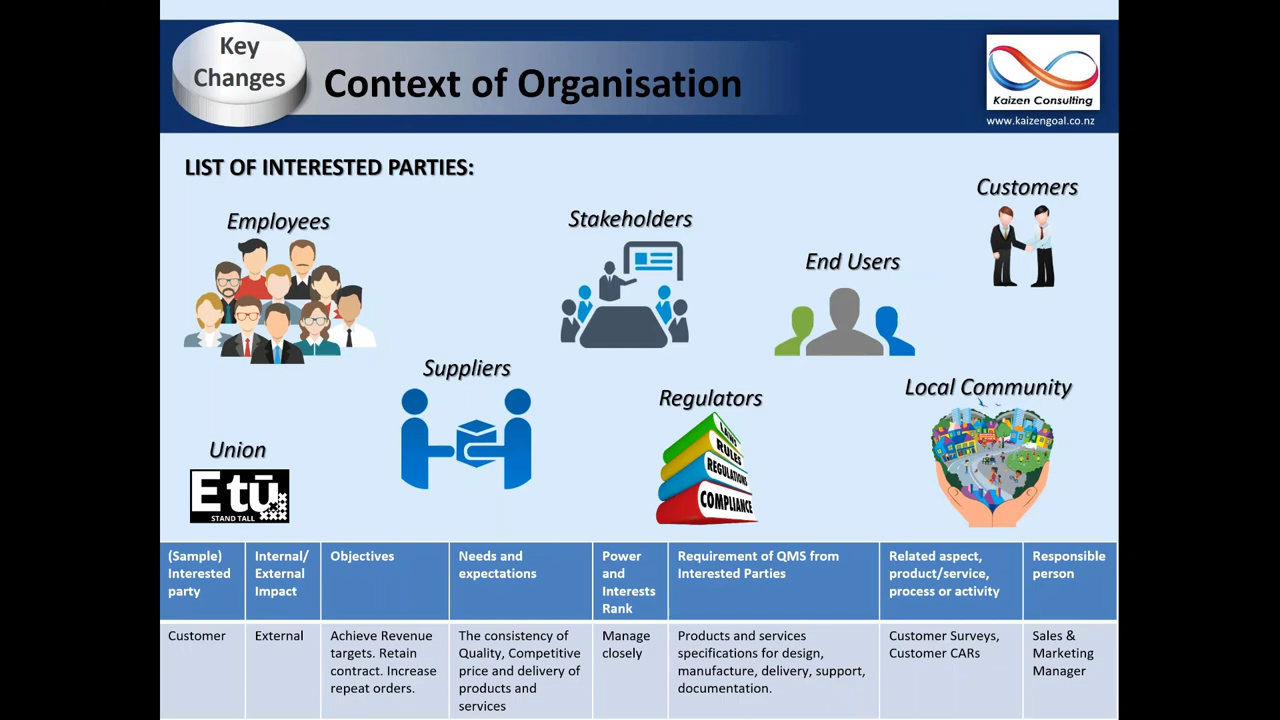 Key
Changes
Context of Organisation
Kaizen Consulting
www.kaizengoal.co.nz
LIST OF INTERESTED PARTIES:
Customers
Employees
Stakeholders
End Users
Suppliers
Regulators
Local Community
LAWS
RULES
REGULATIONS
COMPLIANCE
Union
Etū
STAND TALL
(Sample)
Interested
party
Internal/
External
Impact
Objectives
Needs and
expectations
Power
and
Interests
Rank
Requirement of QMS from
Interested Parties
Related aspect,
product/service,
process or activity
Responsible
person
Customer
External
Achieve Revenue
targets. Retain
contract. Increase
repeat orders.
The consistency of
Quality, Competitive
price and delivery of
products and
services
Manage
closely
Products and services
specifications for design,
manufacture, delivery, support,
documentation.
Customer Surveys,
Customer CARs
Sales &
Marketing
Manager